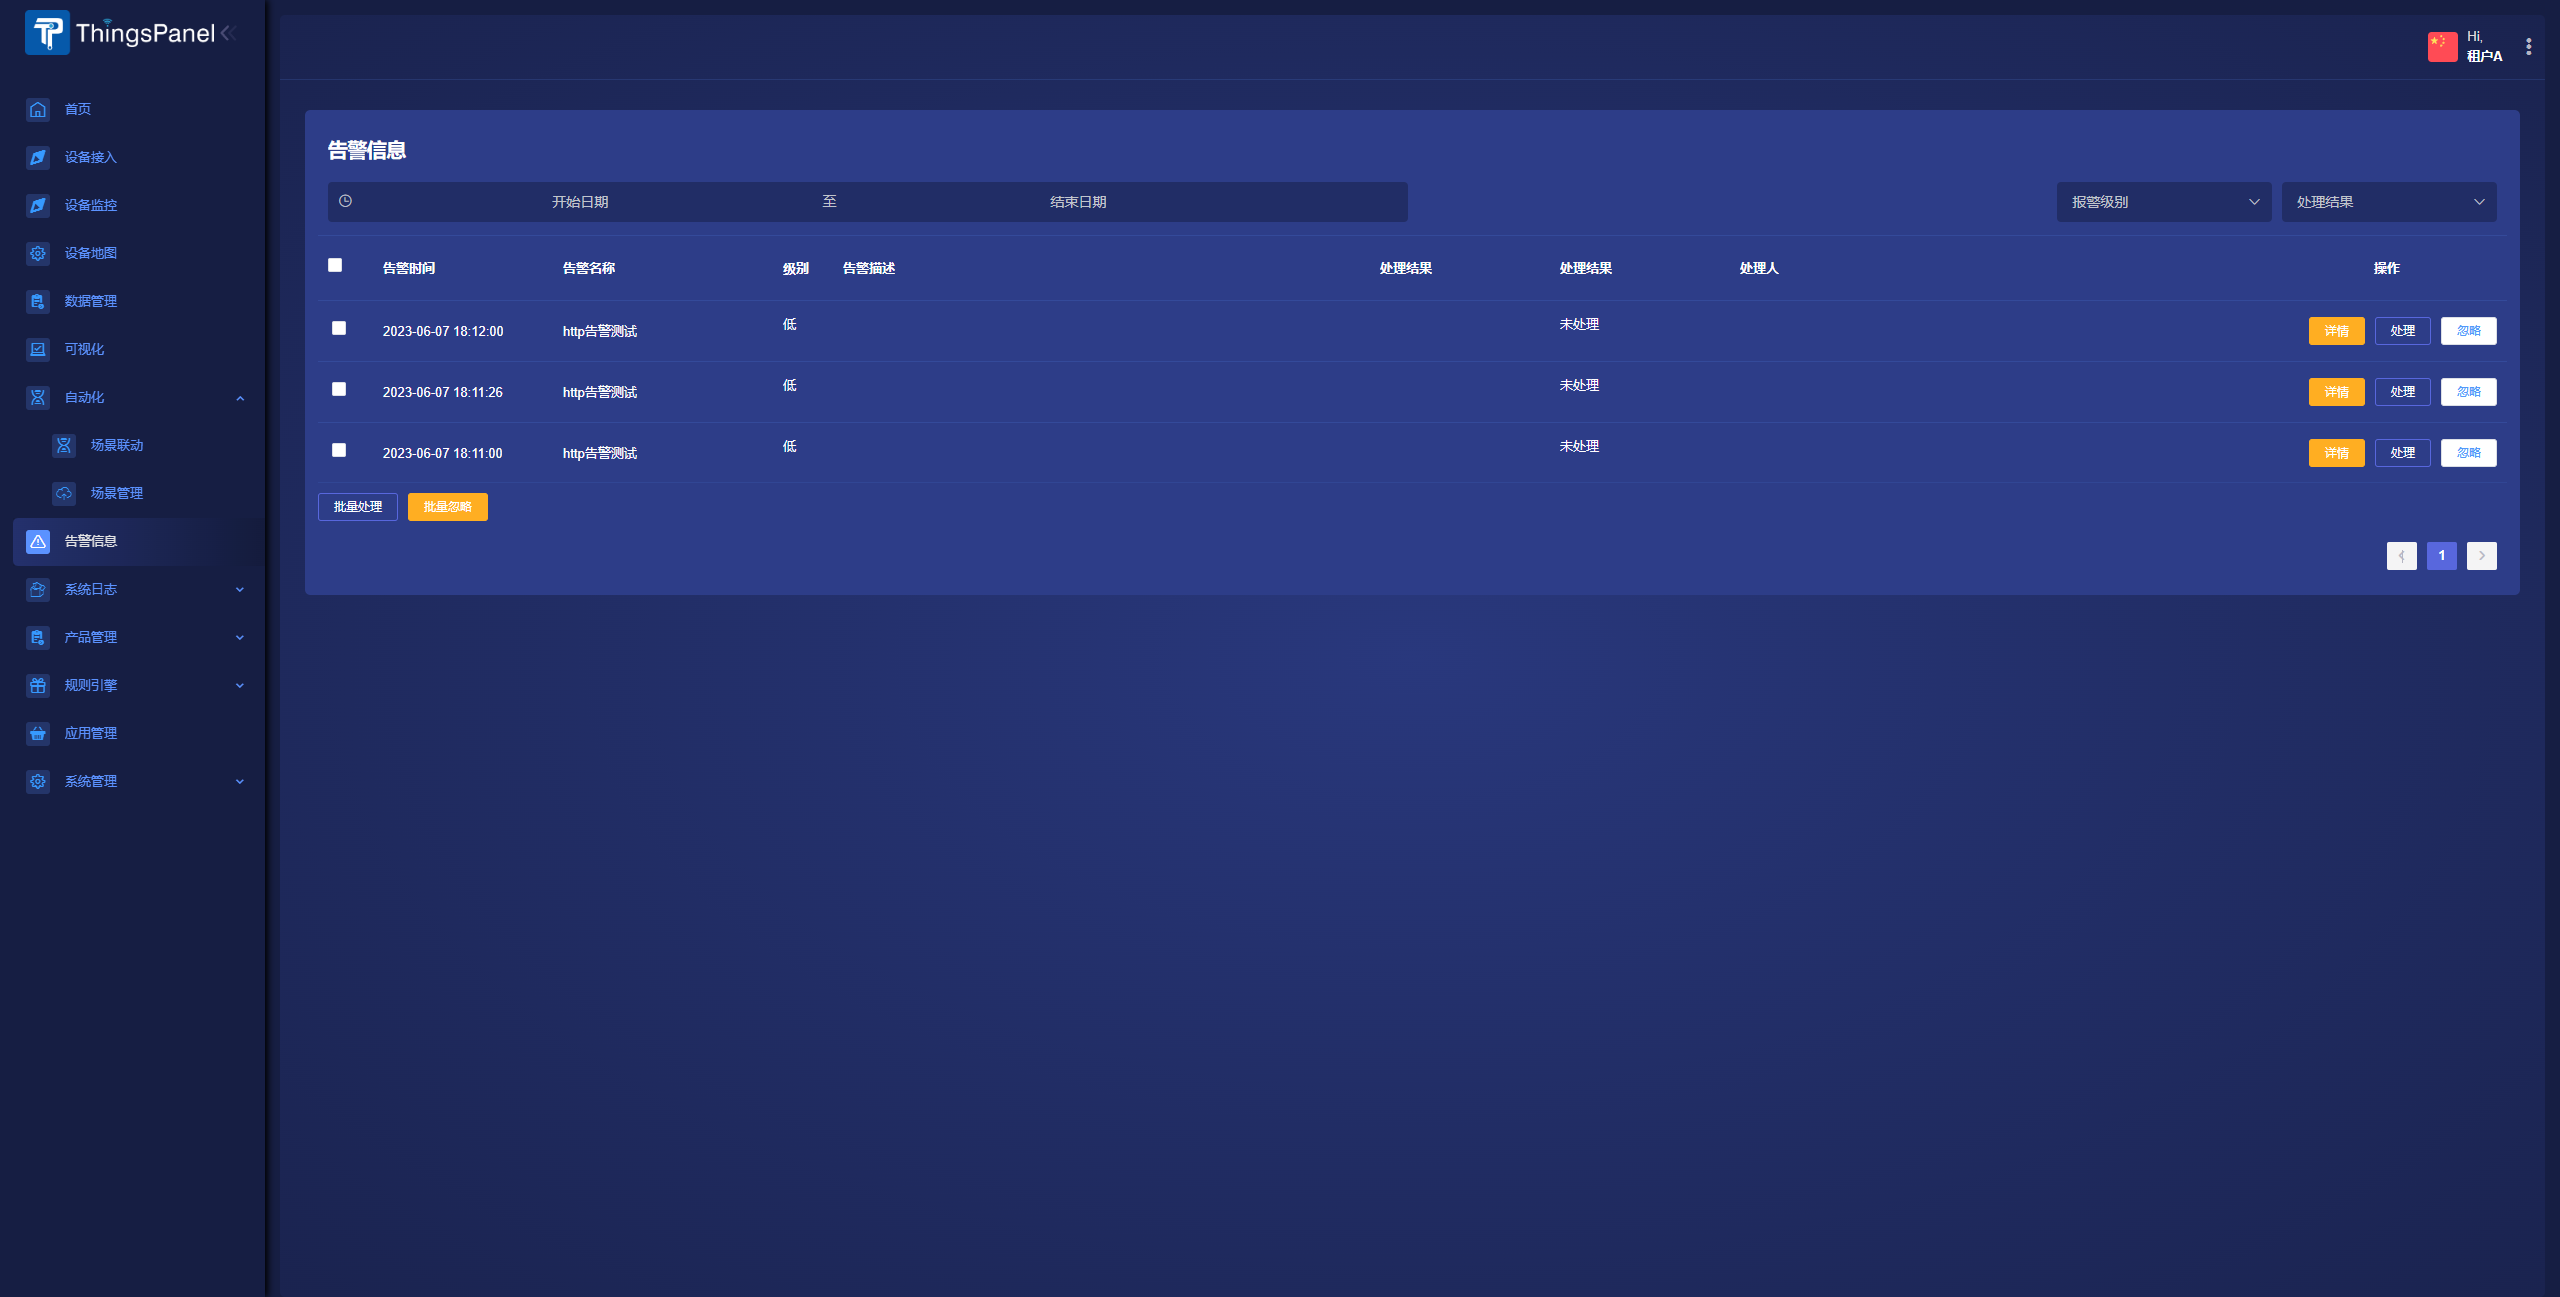 ThingsPanel
Hi,
租户A
首页
设备接入
设备监控
设备地图
数据管理
可视化
自动化
场景联动
场景管理
告警信息
系统日志
产品管理
规则引擎
应用管理
系统管理
告警信息
开始日期 至 结束日期 报警级别 处理结果
告警时间 告警名称 级别 告警描述 处理结果 处理结果 处理人 操作
2023-06-07 18:12:00 http告警测试 低 未处理 详情 处理 忽略
2023-06-07 18:11:26 http告警测试 低 未处理 详情 处理 忽略
2023-06-07 18:11:00 http告警测试 低 未处理 详情 处理 忽略
批量处理 批量忽略
1